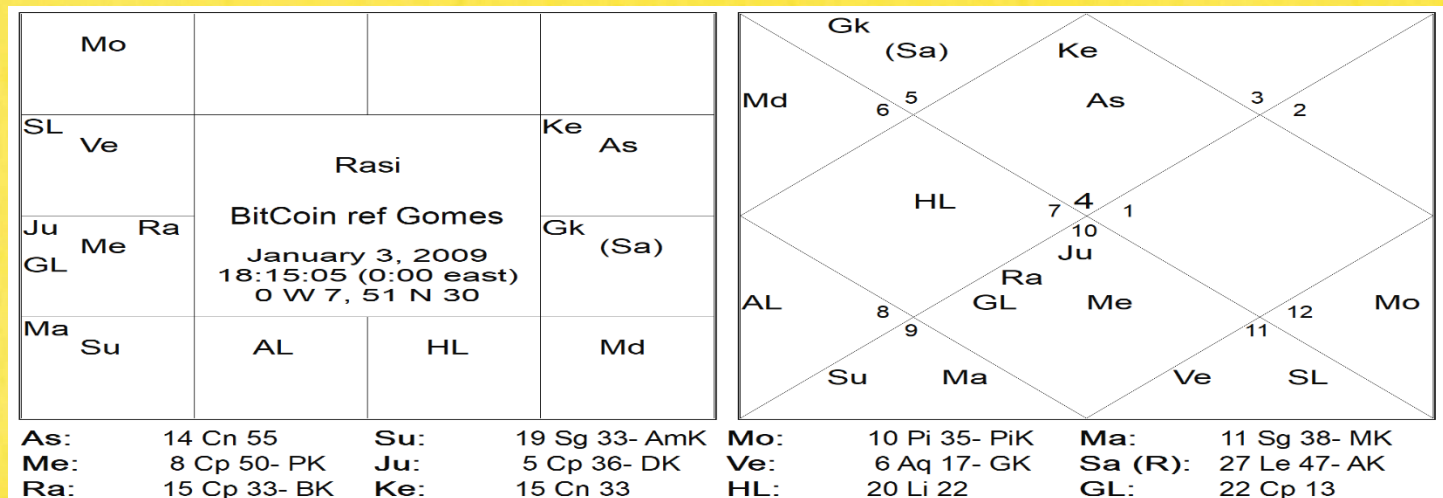 Mo
SL
Ve
Ke
As
Ju
Ra
Me
GL
Gk
(Sa)
Ma
Su
AL
HL
Md
Rasi
BitCoin ref Gomes
January 3, 2009
18:15:05 (0:00 east)
0 W 7, 51 N 30
Gk
(Sa)
Ke
Md
As
5
6
3
2
HL
7
4
1
10
Ju
Ra
GL
Me
AL
8
9
12
11
Mo
Su
Ma
Ve
SL
As: 14 Cn 55 Su: 19 Sg 33- AmK Mo: 10 Pi 35- PiK Ma: 11 Sg 38- MK
Me: 8 Cp 50- PK Ju: 5 Cp 36- DK Ve: 6 Aq 17- GK Sa (R): 27 Le 47- AK
Ra: 15 Cp 33- BK Ke: 15 Cn 33 HL: 20 Li 22 GL: 22 Cp 13